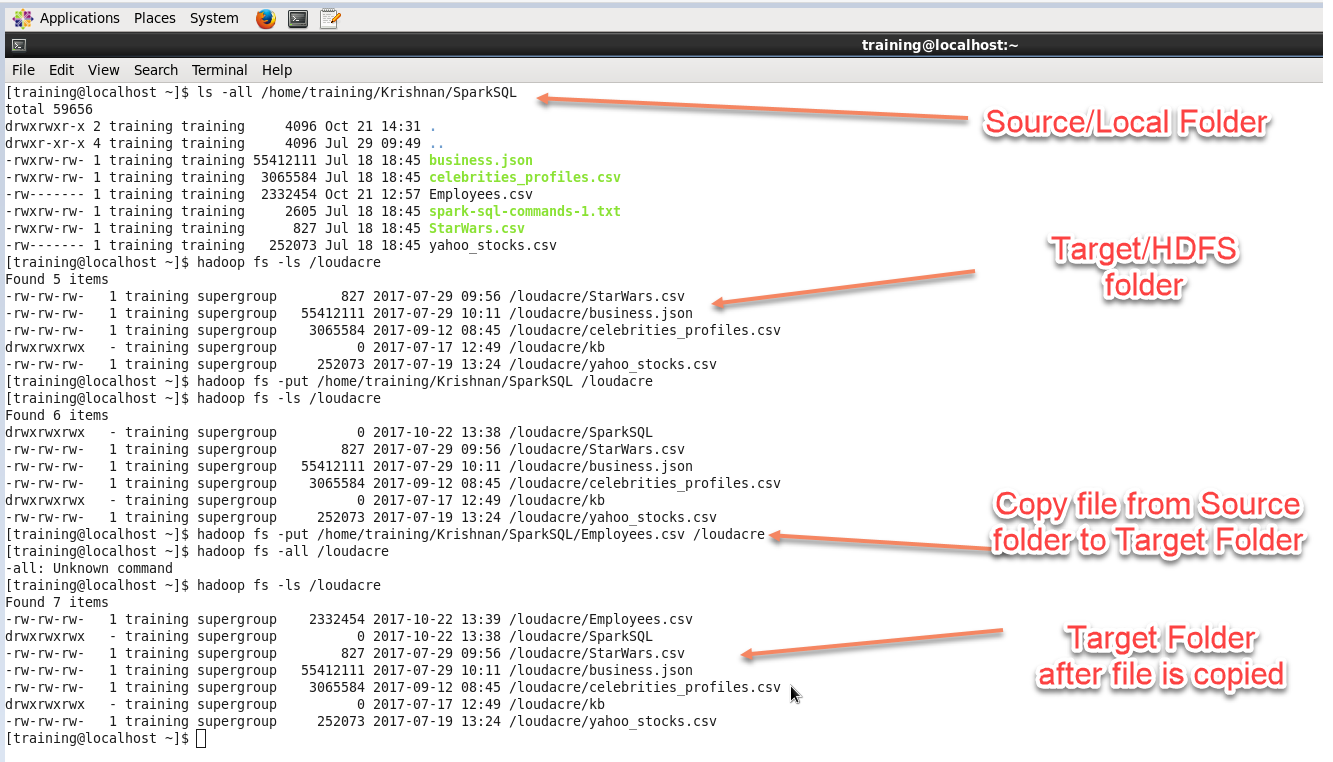 Applications Places System
training@localhost:~
File Edit View Search Terminal Help
[training@localhost ~]$ ls -all /home/training/Krishnan/SparkSQL
total 59656
drwxrwxr-x 2 training training     4096 Oct 21 14:31 .
drwxr-xr-x 4 training training     4096 Jul 29 09:49 ..
-rwxrw-rw- 1 training training 55412111 Jul 18 18:45 business.json
-rwxrw-rw- 1 training training  3065584 Jul 18 18:45 celebrities_profiles.csv
-rw------- 1 training training  2332454 Oct 21 12:57 Employees.csv
-rwxrw-rw- 1 training training     2605 Jul 18 18:45 spark-sql-commands-1.txt
-rwxrw-rw- 1 training training      827 Jul 18 18:45 StarWars.csv
-rw------- 1 training training   252073 Jul 18 18:45 yahoo_stocks.csv
Source/Local Folder
[training@localhost ~]$ hadoop fs -ls /loudacre
Found 5 items
-rw-rw-rw-   1 training supergroup        827 2017-07-29 09:56 /loudacre/StarWars.csv
-rw-rw-rw-   1 training supergroup   55412111 2017-07-29 10:11 /loudacre/business.json
-rw-rw-rw-   1 training supergroup    3065584 2017-09-12 08:45 /loudacre/celebrities_profiles.csv
drwxrwxrwx   - training supergroup          0 2017-07-17 12:49 /loudacre/kb
-rw-rw-rw-   1 training supergroup     252073 2017-07-19 13:24 /loudacre/yahoo_stocks.csv
Target/HDFS
folder
[training@localhost ~]$ hadoop fs -put /home/training/Krishnan/SparkSQL /loudacre
[training@localhost ~]$ hadoop fs -ls /loudacre
Found 6 items
drwxrwxrwx   - training supergroup          0 2017-10-22 13:38 /loudacre/SparkSQL
-rw-rw-rw-   1 training supergroup        827 2017-07-29 09:56 /loudacre/StarWars.csv
-rw-rw-rw-   1 training supergroup   55412111 2017-07-29 10:11 /loudacre/business.json
-rw-rw-rw-   1 training supergroup    3065584 2017-09-12 08:45 /loudacre/celebrities_profiles.csv
drwxrwxrwx   - training supergroup          0 2017-07-17 12:49 /loudacre/kb
-rw-rw-rw-   1 training supergroup     252073 2017-07-19 13:24 /loudacre/yahoo_stocks.csv
[training@localhost ~]$ hadoop fs -put /home/training/Krishnan/SparkSQL/Employees.csv /loudacre
Copy file from Source
folder to Target Folder
[training@localhost ~]$ hadoop fs -all /loudacre
-all: Unknown command
[training@localhost ~]$ hadoop fs -ls /loudacre
Found 7 items
-rw-rw-rw-   1 training supergroup    2332454 2017-10-22 13:39 /loudacre/Employees.csv
drwxrwxrwx   - training supergroup          0 2017-10-22 13:38 /loudacre/SparkSQL
-rw-rw-rw-   1 training supergroup        827 2017-07-29 09:56 /loudacre/StarWars.csv
-rw-rw-rw-   1 training supergroup   55412111 2017-07-29 10:11 /loudacre/business.json
-rw-rw-rw-   1 training supergroup    3065584 2017-09-12 08:45 /loudacre/celebrities_profiles.csv
drwxrwxrwx   - training supergroup          0 2017-07-17 12:49 /loudacre/kb
-rw-rw-rw-   1 training supergroup     252073 2017-07-19 13:24 /loudacre/yahoo_stocks.csv
Target Folder
after file is copied
[training@localhost ~]$